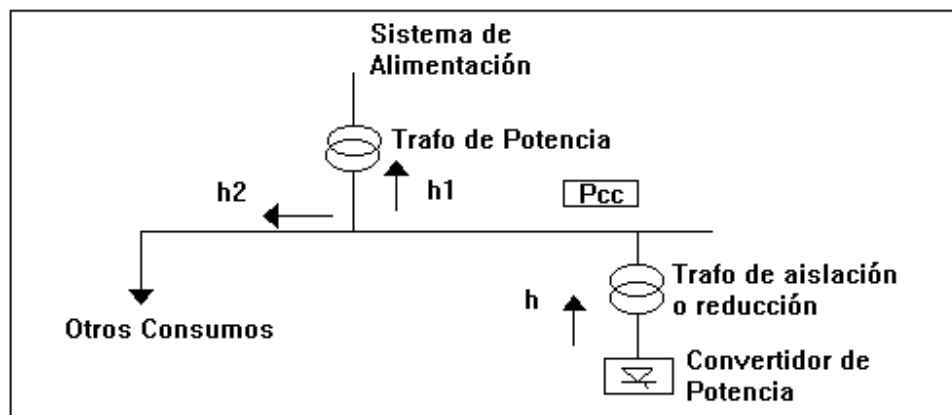 Sistema de
Alimentación
Trafo de Potencia
h2
h1
Pcc
Trafo de aislación
o reducción
h
Otros Consumos
Convertidor de
Potencia